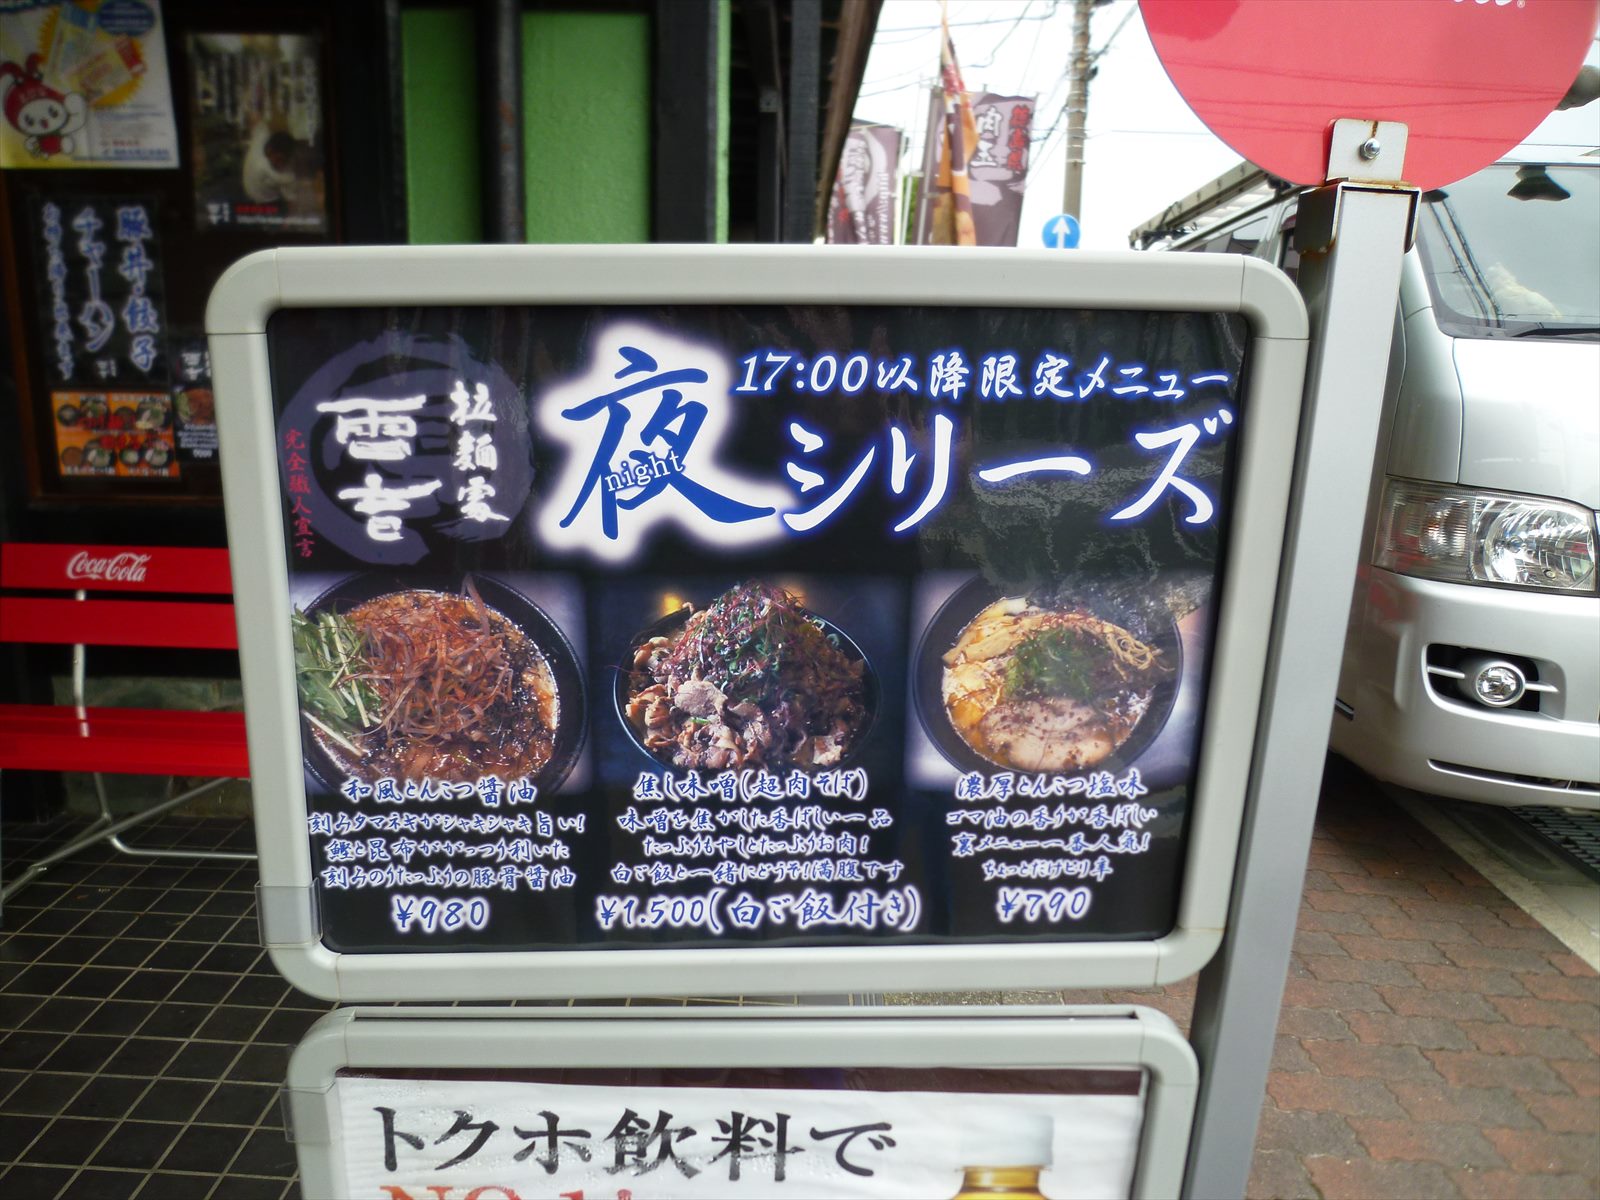 豚丼・餃子
チャーハン
Coca-Cola
拉麺家
雷吉
完全職人宣言
夜
night
17:00以降限定メニュー
シリーズ
和風とんこつ醤油
刻みタマネギがシャキシャキ旨い!
鰹と昆布ががっつり利いた
刻みのりたっぷりの豚骨醤油
¥980
焦し味噌(超肉そば)
味噌を焦がした香ばしい一品
たっぷりもやしとたっぷりお肉!
白ご飯と一緒にどうぞ!満腹です
¥1.500(白ご飯付き)
濃厚とんこつ塩味
ゴマ油の香りが香ばしい
裏メニュー一番人気!
ちょっとだけピリ辛
¥790
トクホ飲料で